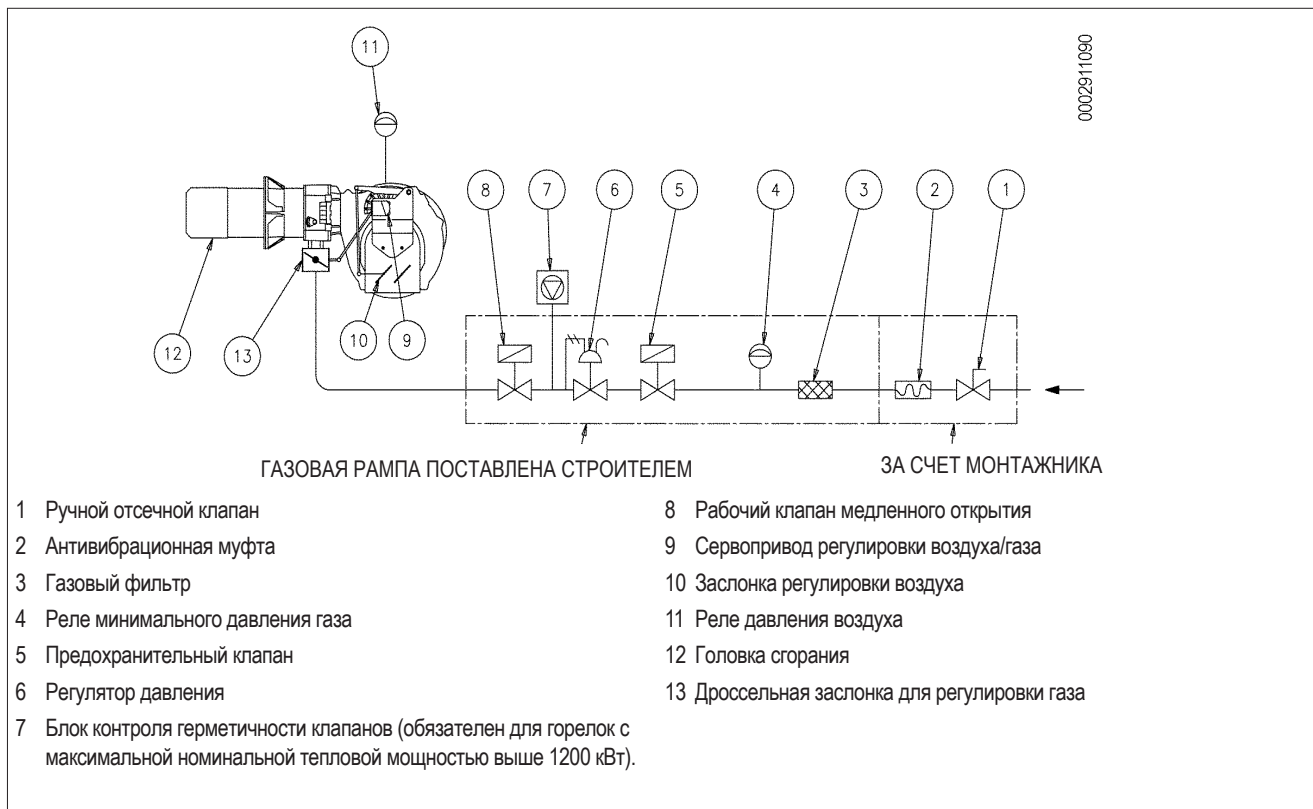 11
0002911090
8
7
6
5
4
3
2
1
12
13
10
9
ГАЗОВАЯ РАМПА ПОСТАВЛЕНА СТРОИТЕЛЕМ
ЗА СЧЕТ МОНТАЖНИКА
1 Ручной отсечной клапан
2 Антивибрационная муфта
3 Газовый фильтр
4 Реле минимального давления газа
5 Предохранительный клапан
6 Регулятор давления
7 Блок контроля герметичности клапанов (обязателен для горелок с
максимальной номинальной тепловой мощностью выше 1200 кВт).
8 Рабочий клапан медленного открытия
9 Сервопривод регулировки воздуха/газа
10 Заслонка регулировки воздуха
11 Реле давления воздуха
12 Головка сгорания
13 Дроссельная заслонка для регулировки газа